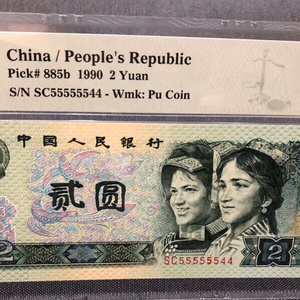 China / People's Republic
Pick# 885b 1990 2 Yuan
S/N SC55555544 - Wmk: Pu Coin
中国人民银行
贰圆
SC55555544
2
2